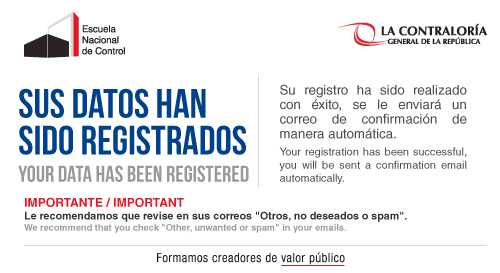 Escuela
Nacional
de Control
LA CONTRALORÍA
GENERAL DE LA REPÚBLICA
SUS DATOS HAN
SIDO REGISTRADOS
YOUR DATA HAS BEEN REGISTERED
Su registro ha sido realizado
con éxito, se le enviará un
correo de confirmación de
manera automática.
Your registration has been successful,
you will be sent a confirmation email
automatically.
IMPORTANTE / IMPORTANT
Le recomendamos que revise en sus correos "Otros, no deseados o spam".
We recommend that you check "Other, unwanted or spam" in your emails.
Formamos creadores de valor público